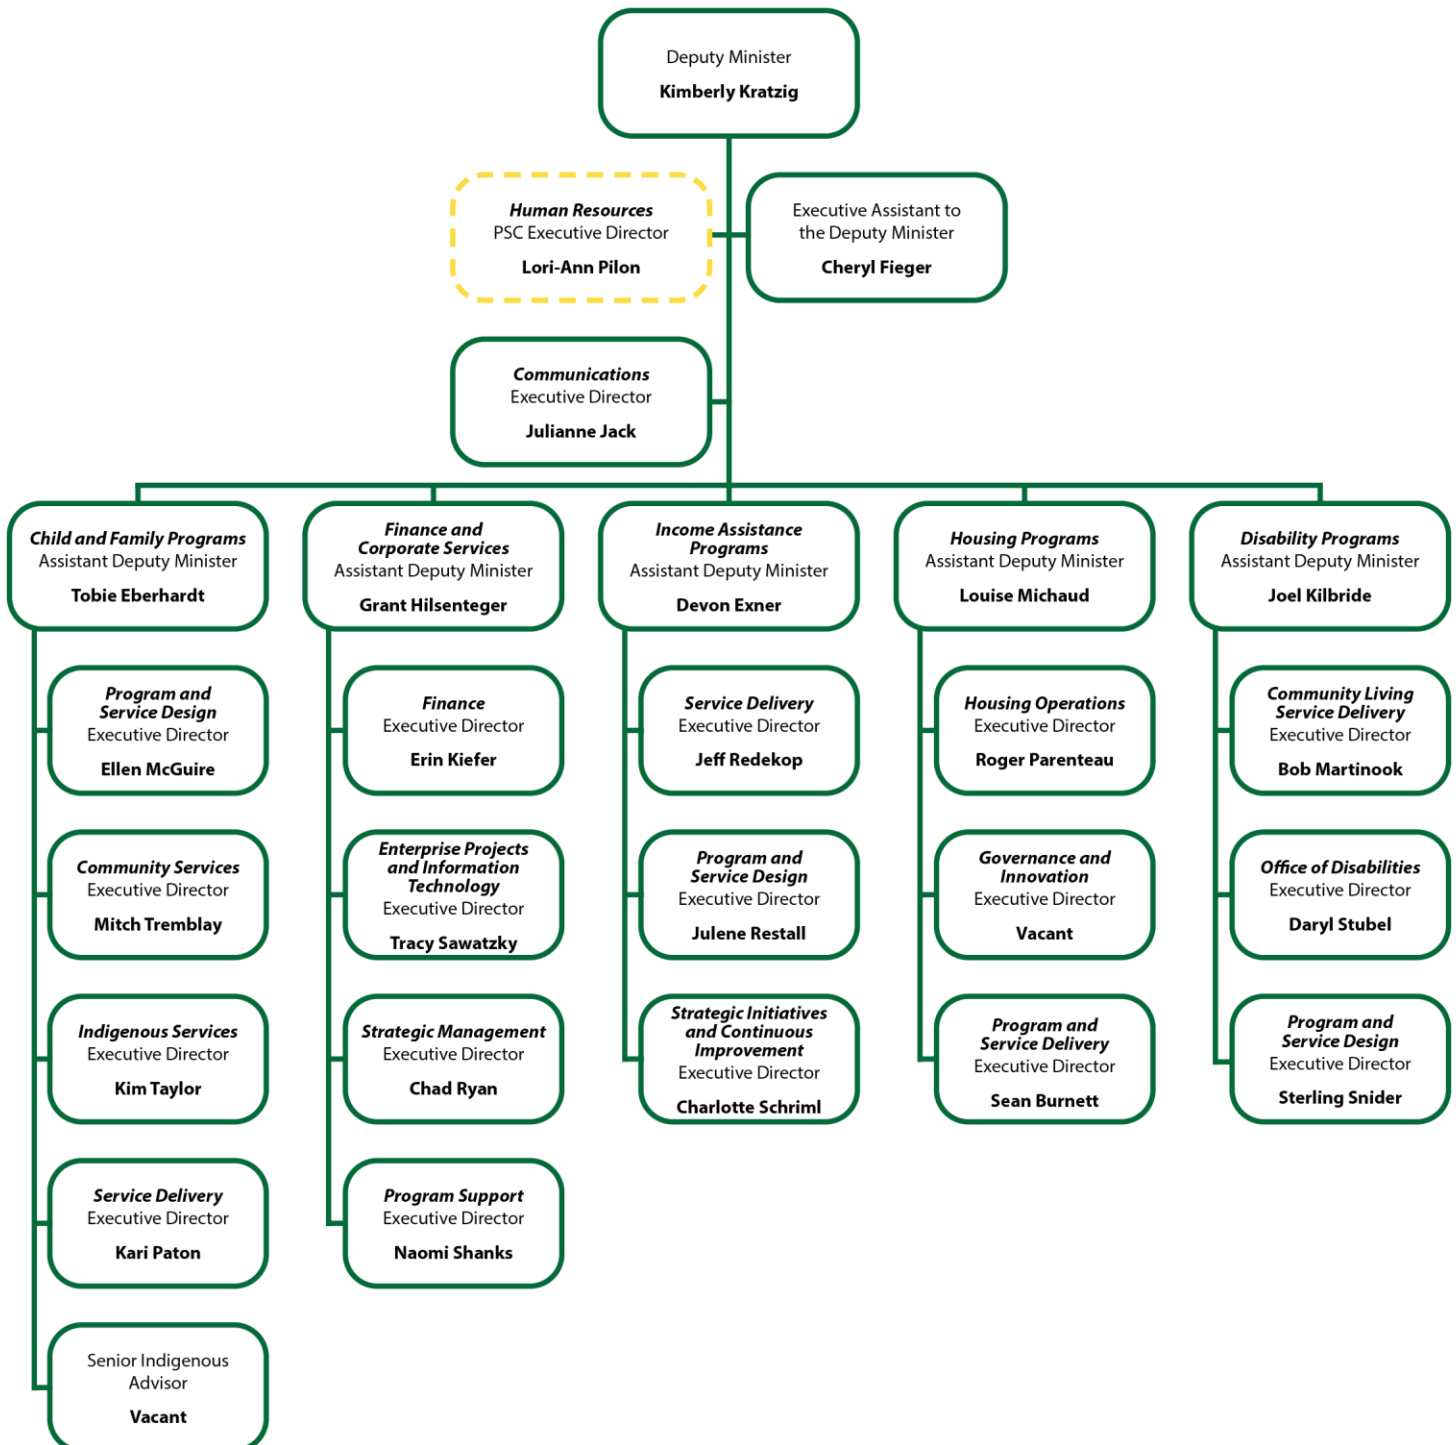 Deputy Minister
Kimberly Kratzig
Human Resources
PSC Executive Director
Lori-Ann Pilon
Executive Assistant to
the Deputy Minister
Cheryl Fieger
Communications
Executive Director
Julianne Jack
Child and Family Programs
Assistant Deputy Minister
Tobie Eberhardt
Finance and
Corporate Services
Assistant Deputy Minister
Grant Hilsenteger
Income Assistance
Programs
Assistant Deputy Minister
Devon Exner
Housing Programs
Assistant Deputy Minister
Louise Michaud
Disability Programs
Assistant Deputy Minister
Joel Kilbride
Program and
Service Design
Executive Director
Ellen McGuire
Community Services
Executive Director
Mitch Tremblay
Indigenous Services
Executive Director
Kim Taylor
Service Delivery
Executive Director
Kari Paton
Senior Indigenous
Advisor
Vacant
Finance
Executive Director
Erin Kiefer
Enterprise Projects
and Information
Technology
Executive Director
Tracy Sawatzky
Strategic Management
Executive Director
Chad Ryan
Program Support
Executive Director
Naomi Shanks
Service Delivery
Executive Director
Jeff Redekop
Program and
Service Design
Executive Director
Julene Restall
Strategic Initiatives
and Continuous
Improvement
Executive Director
Charlotte Schriml
Housing Operations
Executive Director
Roger Parenteau
Governance and
Innovation
Executive Director
Vacant
Program and
Service Delivery
Executive Director
Sean Burnett
Community Living
Service Delivery
Executive Director
Bob Martinook
Office of Disabilities
Executive Director
Daryl Stubel
Program and
Service Design
Executive Director
Sterling Snider